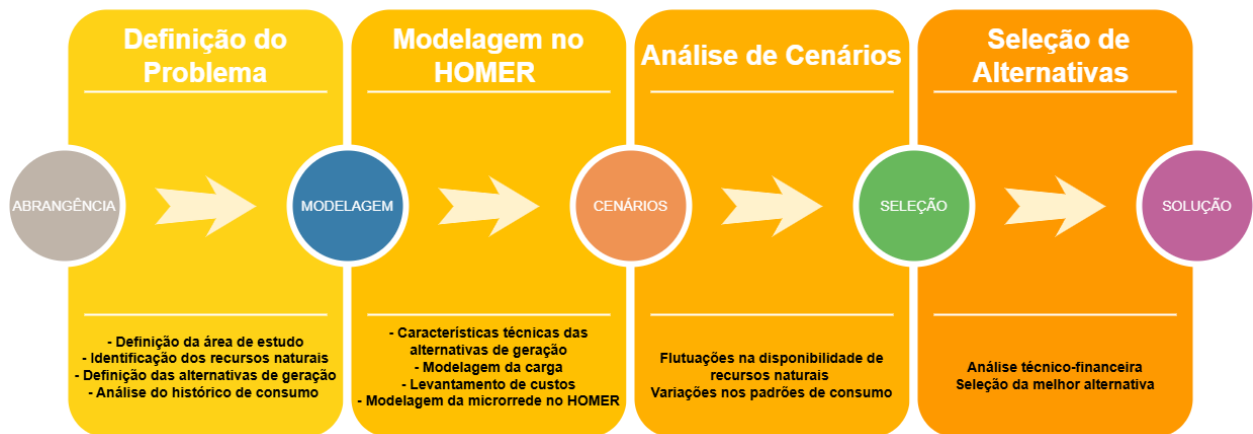 Definição do
Problema
Modelagem no
HOMER
Análise de Cenários
Seleção de
Alternativas
ABRANGÊNCIA
MODELAGEM
CENÁRIOS
SELEÇÃO
SOLUÇÃO
- Definição da área de estudo
- Identificação dos recursos naturais
- Definição das alternativas de geração
- Análise do histórico de consumo
- Características técnicas das
alternativas de geração
- Modelagem da carga
- Levantamento de custos
- Modelagem da microrrede no HOMER
Flutuações na disponibilidade de
recursos naturais
Variações nos padrões de consumo
Análise técnico-financeira
Seleção da melhor alternativa